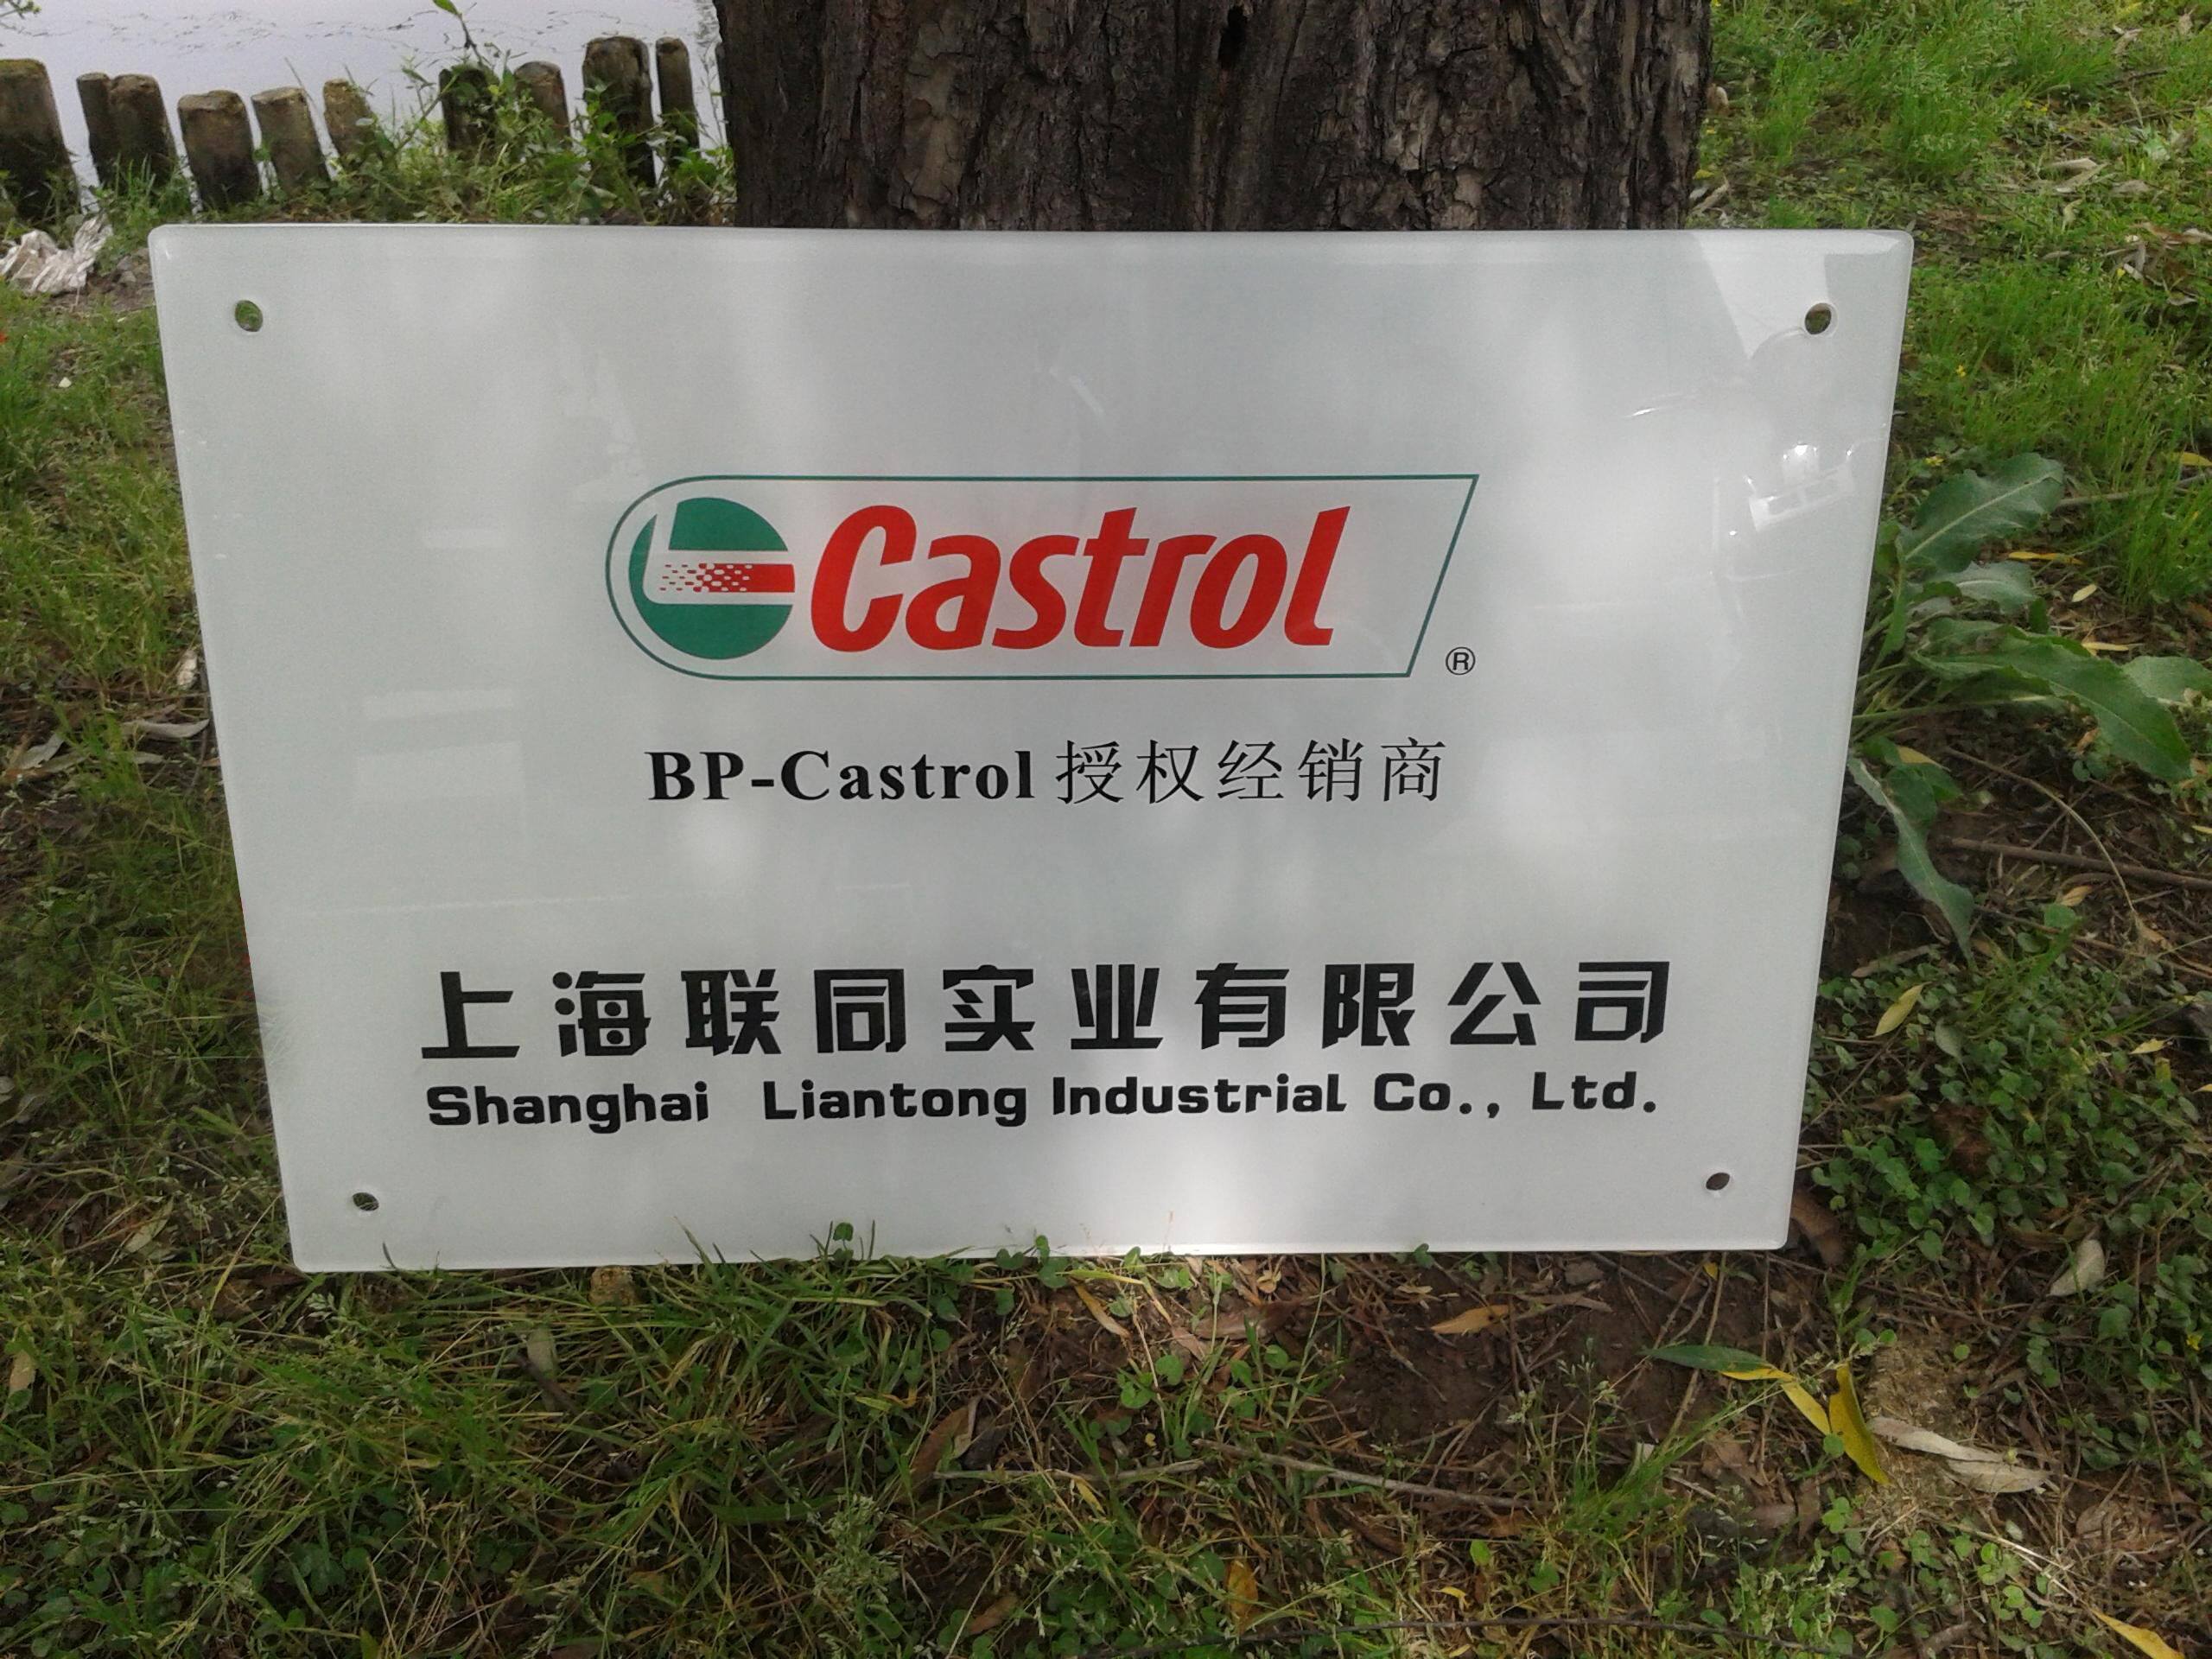 Castrol ®
BP-Castrol 授权经销商
上海联同实业有限公司
Shanghai Liantong Industrial Co., Ltd.